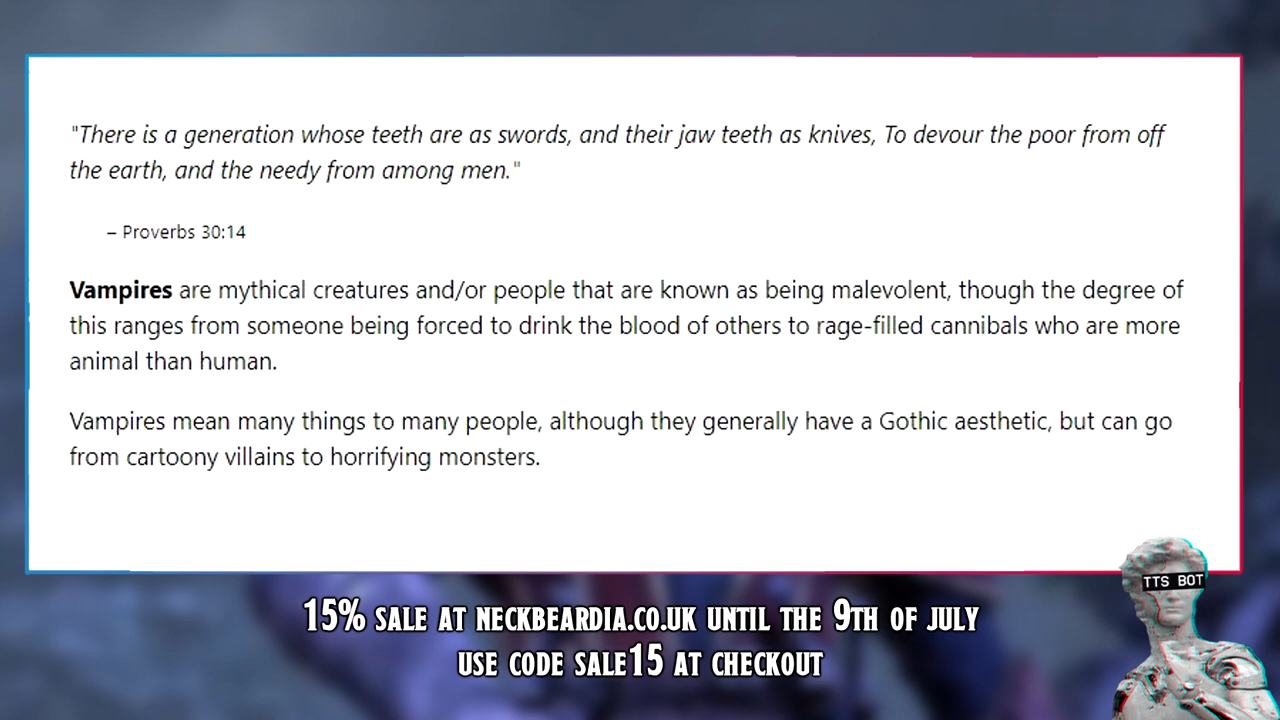 "There is a generation whose teeth are as swords, and their jaw teeth as knives, To devour the poor from off
the earth, and the needy from among men."
– Proverbs 30:14
Vampires are mythical creatures and/or people that are known as being malevolent, though the degree of
this ranges from someone being forced to drink the blood of others to rage-filled cannibals who are more
animal than human.
Vampires mean many things to many people, although they generally have a Gothic aesthetic, but can go
from cartoony villains to horrifying monsters.
TTS BOT
15% SALE AT NECKBEARDIA.CO.UK UNTIL THE 9TH OF JULY
USE CODE SALE15 AT CHECKOUT